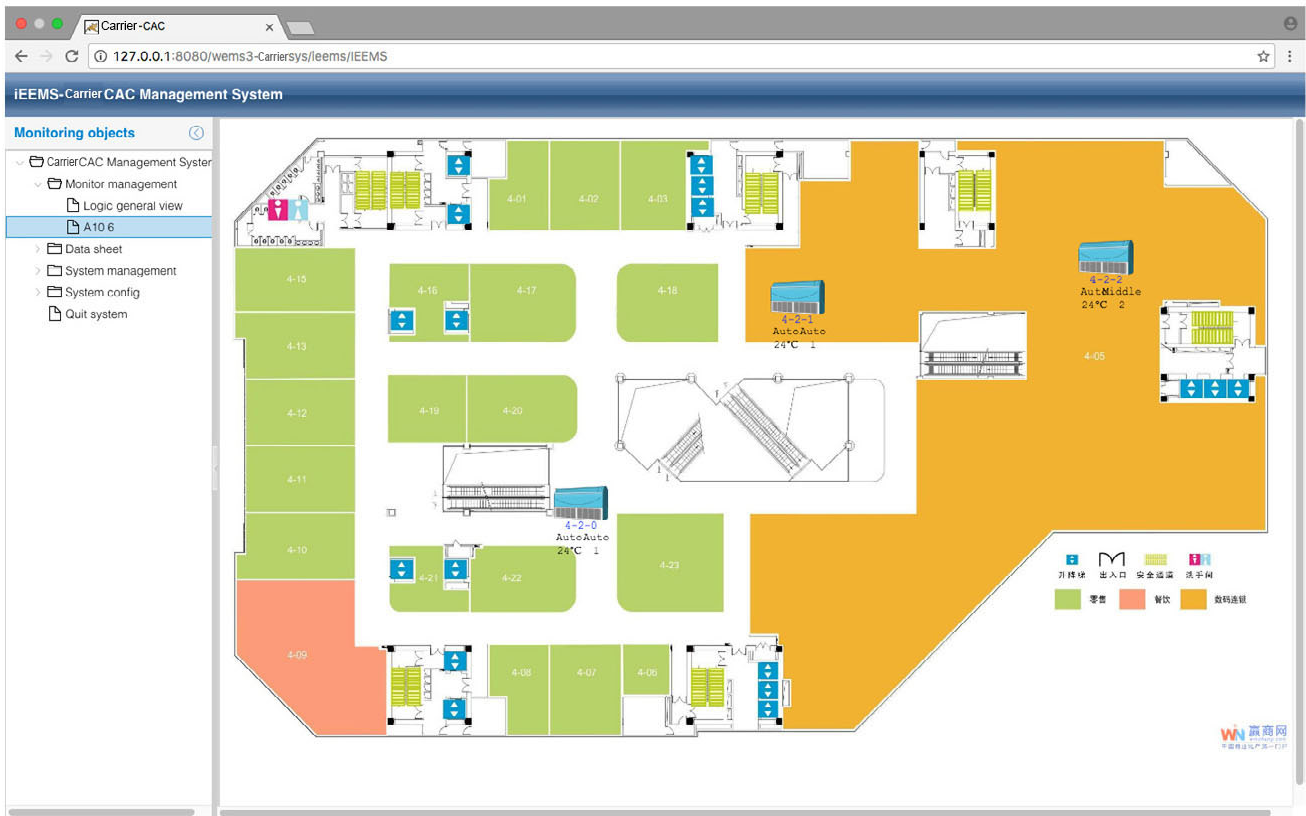 Carrier-CAC
127.0.0.1:8080/wems3-Carriersys/ieems/IEEMS
iEEMS-Carrier CAC Management System
Monitoring objects
CarrierCAC Management Syster
Monitor management
Logic general view
A10 6
Data sheet
System management
System config
Quit system
4-01
4-02
4-03
4-15
4-16
4-17
4-18
4-2-1
AutoAuto
24℃ 1
4-2-2
24℃ 2
4-05
4-13
4-12
4-19
4-20
4-11
4-10
4-2-0
AutoAuto
24℃ 1
4-21
4-22
4-23
4-09
4-08
4-07
4-06
升降梯
出入口
安全通道
洗手间
零售
餐饮
数码连锁
WIN 赢商网